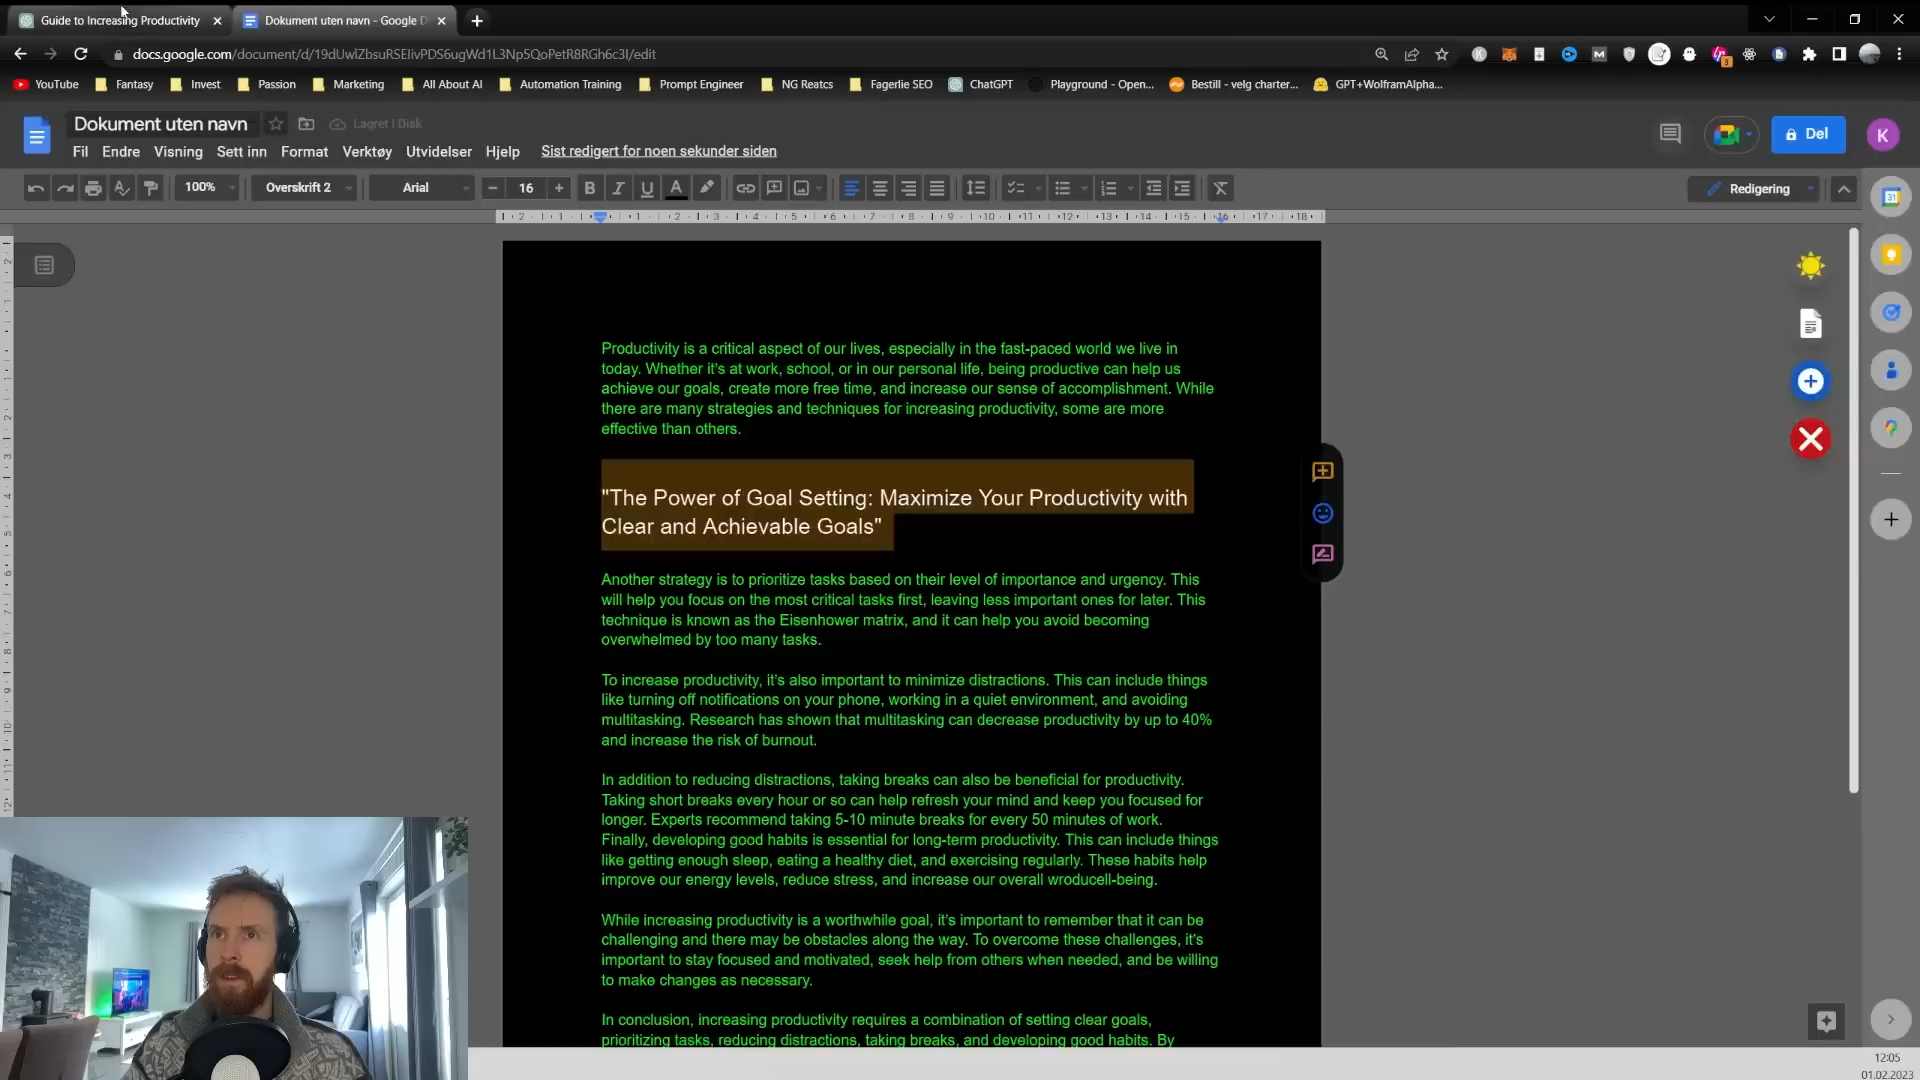 Guide to Increasing Productivity
Dokument uten navn - Google D
docs.google.com/document/d/19dUwlZbsuRSEIivPDS6ugWd1L3Np5QoPetR8RGh6c3I/edit
YouTube Fantasy Invest Passion Marketing All About AI Automation Training Prompt Engineer NG Reatcs Fagerlie SEO ChatGPT Playground - Open... Bestill - velg charter... GPT+WolframAlpha...
Dokument uten navn Lagret i Disk
Del
K
Fil Endre Visning Sett inn Format Verktøy Utvidelser Hjelp Sist redigert for noen sekunder siden
100% Overskrift 2 Arial 16 Redigering
Productivity is a critical aspect of our lives, especially in the fast-paced world we live in
today. Whether it's at work, school, or in our personal life, being productive can help us
achieve our goals, create more free time, and increase our sense of accomplishment. While
there are many strategies and techniques for increasing productivity, some are more
effective than others.
"The Power of Goal Setting: Maximize Your Productivity with
Clear and Achievable Goals"
Another strategy is to prioritize tasks based on their level of importance and urgency. This
will help you focus on the most critical tasks first, leaving less important ones for later. This
technique is known as the Eisenhower matrix, and it can help you avoid becoming
overwhelmed by too many tasks.
To increase productivity, it's also important to minimize distractions. This can include things
like turning off notifications on your phone, working in a quiet environment, and avoiding
multitasking. Research has shown that multitasking can decrease productivity by up to 40%
and increase the risk of burnout.
In addition to reducing distractions, taking breaks can also be beneficial for productivity.
Taking short breaks every hour or so can help refresh your mind and keep you focused for
longer. Experts recommend taking 5-10 minute breaks for every 50 minutes of work.
Finally, developing good habits is essential for long-term productivity. This can include things
like getting enough sleep, eating a healthy diet, and exercising regularly. These habits help
improve our energy levels, reduce stress, and increase our overall wroducell-being.
While increasing productivity is a worthwhile goal, it's important to remember that it can be
challenging and there may be obstacles along the way. To overcome these challenges, it's
important to stay focused and motivated, seek help from others when needed, and be willing
to make changes as necessary.
In conclusion, increasing productivity requires a combination of setting clear goals,
prioritizing tasks, reducing distractions, taking breaks, and developing good habits. By
12:05
01.02.2023